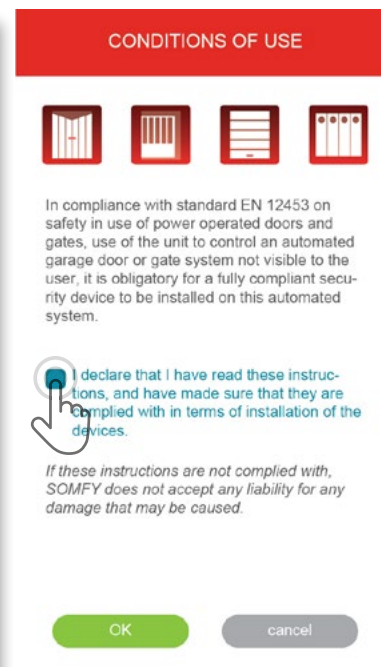 CONDITIONS OF USE
In compliance with standard EN 12453 on
safety in use of power operated doors and
gates, use of the unit to control an automated
garage door or gate system not visible to the
user, it is obligatory for a fully compliant secu-
rity device to be installed on this automated
system.
I declare that I have read these instruc-
tions, and have made sure that they are
complied with in terms of installation of the
devices.
If these instructions are not complied with,
SOMFY does not accept any liability for any
damage that may be caused.
OK
cancel